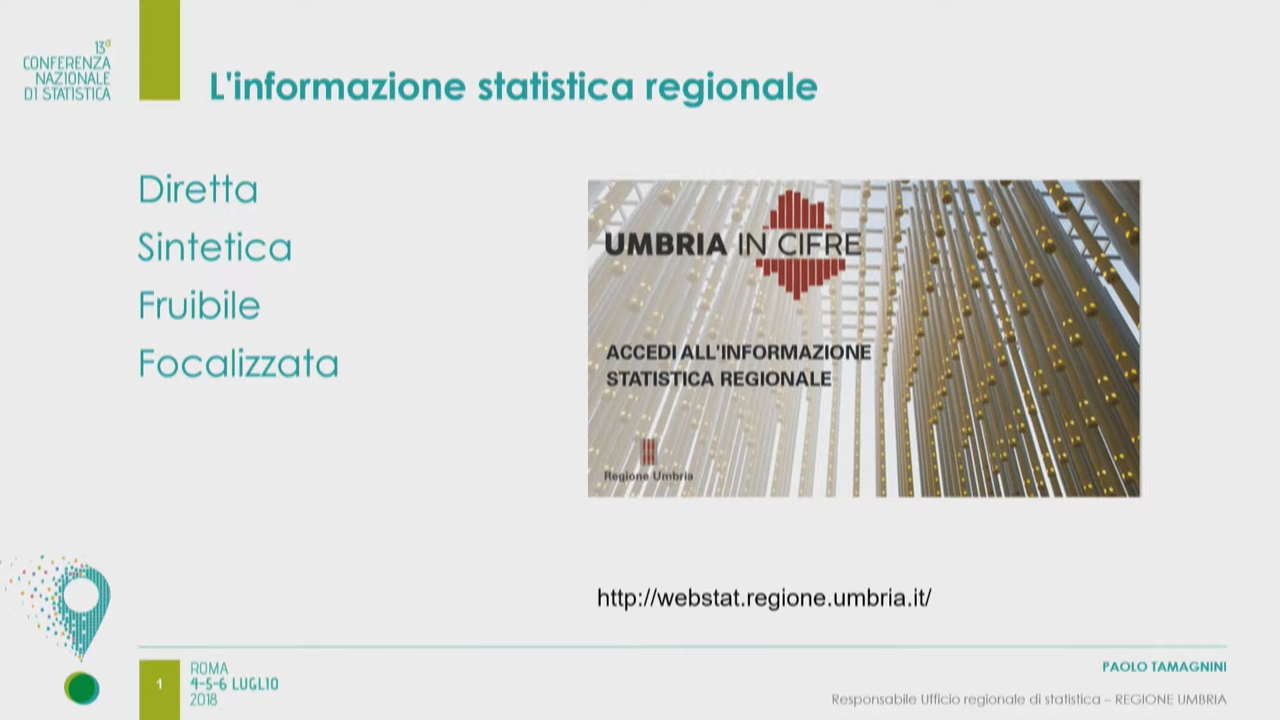 13ª
CONFERENZA
NAZIONALE
DI STATISTICA
L'informazione statistica regionale
Diretta
Sintetica
Fruibile
Focalizzata
UMBRIA IN CIFRE
ACCEDI ALL'INFORMAZIONE
STATISTICA REGIONALE
Regione Umbria
http://webstat.regione.umbria.it/
1
ROMA
4-5-6 LUGLIO
2018
PAOLO TAMAGNINI
Responsabile Ufficio regionale di statistica – REGIONE UMBRIA